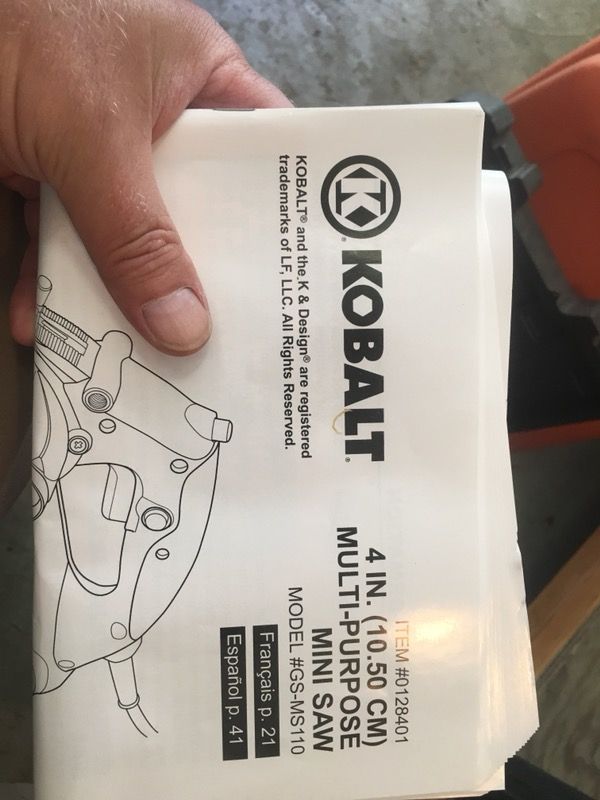 KOBALT®
KOBALT® and the K & Design® are registered
trademarks of LF, LLC. All Rights Reserved.
ITEM #0128401
4 IN. (10.50 CM)
MULTI-PURPOSE
MINI SAW
MODEL #GS-MS110
Français p. 21
Español p. 41